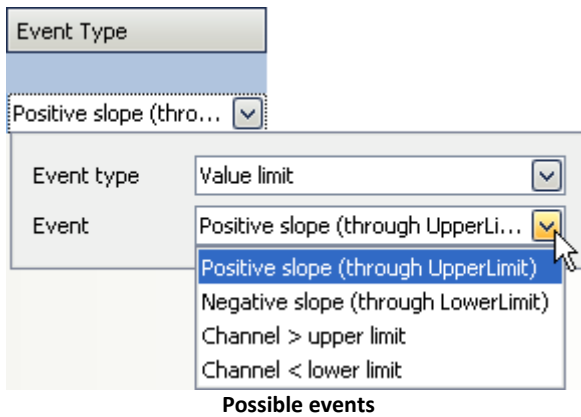 Event Type
Positive slope (thro...
Event type Value limit
Event Positive slope (through UpperLi...
Positive slope (through UpperLimit)
Negative slope (through LowerLimit)
Channel > upper limit
Channel < lower limit
Possible events